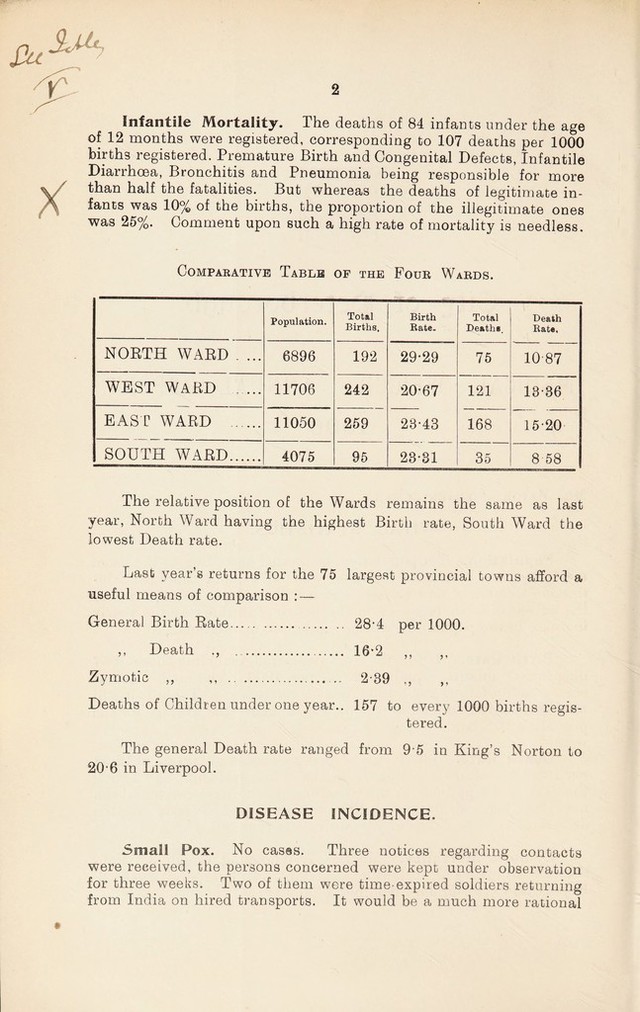 See Table
V
2
Infantile Mortality. The deaths of 84 infants under the age
of 12 months were registered, corresponding to 107 deaths per 1000
births registered. Premature Birth and Congenital Defects, Infantile
Diarrhœa, Bronchitis and Pneumonia being responsible for more
than half the fatalities. But whereas the deaths of legitimate in-
fants was 10% of the births, the proportion of the illegitimate ones
was 25%. Comment upon such a high rate of mortality is needless.
X
COMPARATIVE TABLE OF THE FOUR WARDS.
Population. Total Births. Birth Rate. Total Deaths. Death Rate.
NORTH WARD . ... 6896 192 29·29 75 10·87
WEST WARD ..... 11706 242 20·67 121 13·36
EAST WARD ...... 11050 259 23·43 168 15·20
SOUTH WARD...... 4075 95 23·31 35 8·58
The relative position of the Wards remains the same as last
year, North Ward having the highest Birth rate, South Ward the
lowest Death rate.
Last year's returns for the 75 largest provincial towns afford a
useful means of comparison :—
General Birth Rate..... ............ ..... .. 28·4 per 1000.
,, Death ., ...................... 16·2 ,, ,,
Zymotic ,, ,, .. ...................... 2·39 ., ,,
Deaths of Children under one year.. 157 to every 1000 births regis-
tered.
The general Death rate ranged from 9·5 in King's Norton to
20·6 in Liverpool.
DISEASE INCIDENCE.
Small Pox. No cases. Three notices regarding contacts
were received, the persons concerned were kept under observation
for three weeks. Two of them were time-expired soldiers returning
from India on hired transports. It would be a much more rational